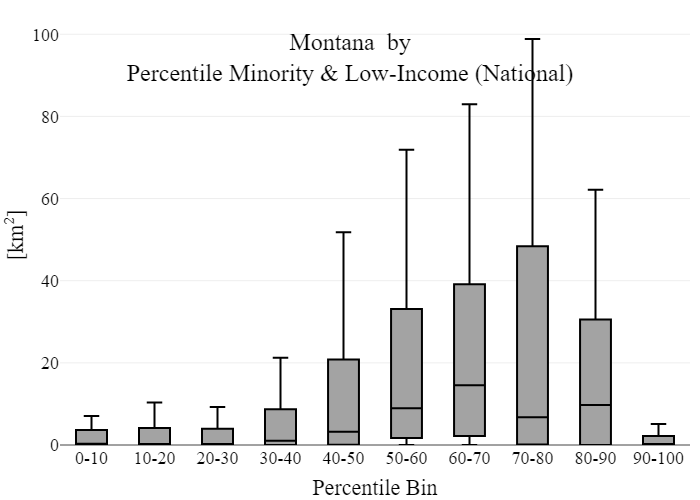 Montana by
Percentile Minority & Low-Income (National)
100
80
60
40
20
0
[km²]
0-10 10-20 20-30 30-40 40-50 50-60 60-70 70-80 80-90 90-100
Percentile Bin